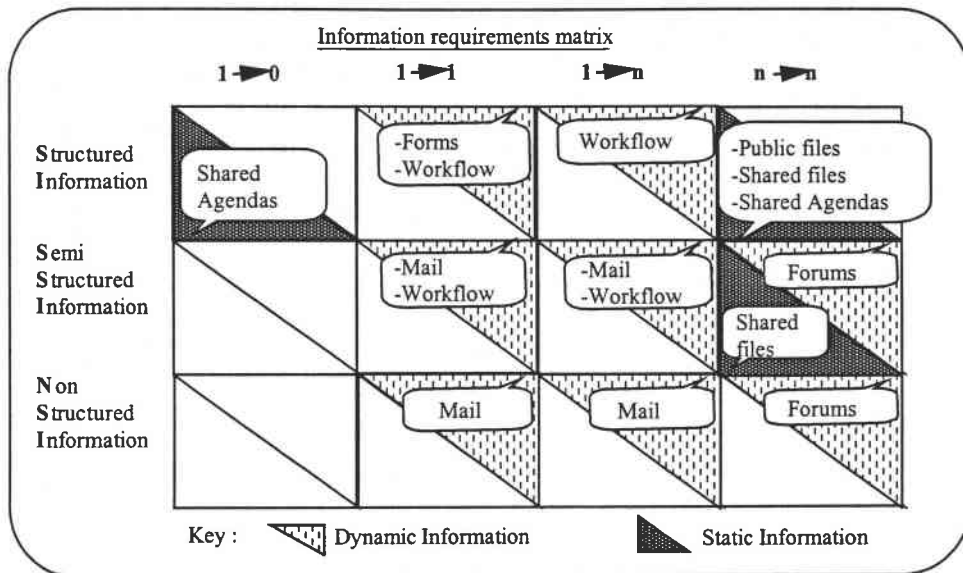 Information requirements matrix
1 → 0
1 → 1
1 → n
n → n
Structured
Information
Shared
Agendas
-Forms
-Workflow
Workflow
-Public files
-Shared files
-Shared Agendas
Semi
Structured
Information
-Mail
-Workflow
-Mail
-Workflow
Forums
Shared
files
Non
Structured
Information
Mail
Mail
Forums
Key :
Dynamic Information
Static Information